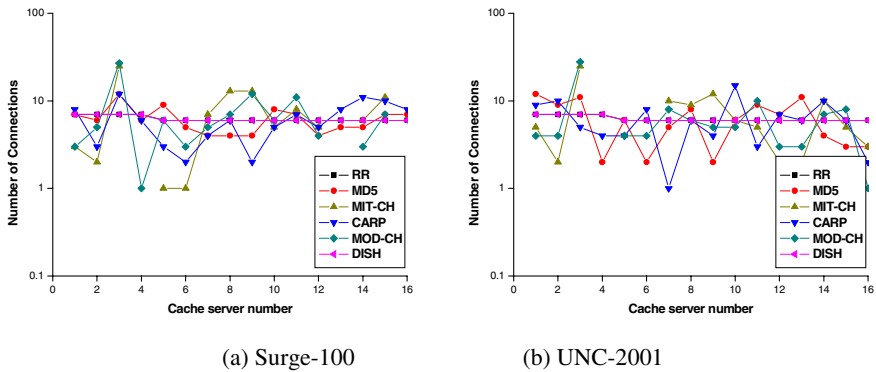 100
10
1
0.1
Number of Connections
0 2 4 6 8 10 12 14 16
Cache server number
RR
MD5
MIT-CH
CARP
MOD-CH
DISH
100
10
1
0.1
Number of Connections
0 2 4 6 8 10 12 14 16
Cache server number
RR
MD5
MIT-CH
CARP
MOD-CH
DISH
(a) Surge-100
(b) UNC-2001